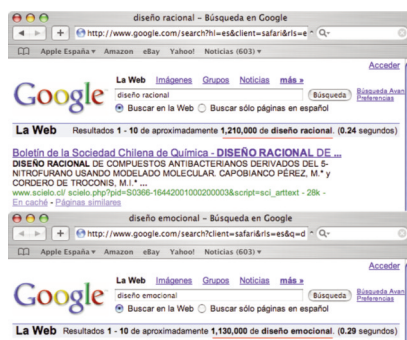 diseño racional – Búsqueda en Google
http://www.google.com/search?hl=es&client=safari&rls=e
Q-
Apple España Amazon eBay Yahoo! Noticias (603)
Acceder
La Web Imágenes Grupos Noticias más »
Google
diseño racional Búsqueda Búsqueda Avan
Preferencias
Buscar en la Web Buscar sólo páginas en español
La Web Resultados 1 - 10 de aproximadamente 1,210,000 de diseño racional. (0.24 segundos)
Boletín de la Sociedad Chilena de Química - DISEÑO RACIONAL DE ...
DISEÑO RACIONAL DE COMPUESTOS ANTIBACTERIANOS DERIVADOS DEL 5-
NITROFURANO USANDO MODELADO MOLECULAR. CAPOBIANCO PÉREZ, M.* y
CORDERO DE TROCONIS, M.I.* ...
www.scielo.cl/ scielo.php?pid=S0366-16442001000200003&script=sci_arttext - 28k -
En caché - Páginas similares
diseño emocional – Búsqueda en Google
http://www.google.com/search?client=safari&rls=es&q=d
Q-
Apple España Amazon eBay Yahoo! Noticias (603)
Acceder
La Web Imágenes Grupos Noticias más »
Google
diseño emocional Búsqueda Búsqueda Avan
Preferencias
Buscar en la Web Buscar sólo páginas en español
La Web Resultados 1 - 10 de aproximadamente 1,130,000 de diseño emocional. (0.29 segundos)